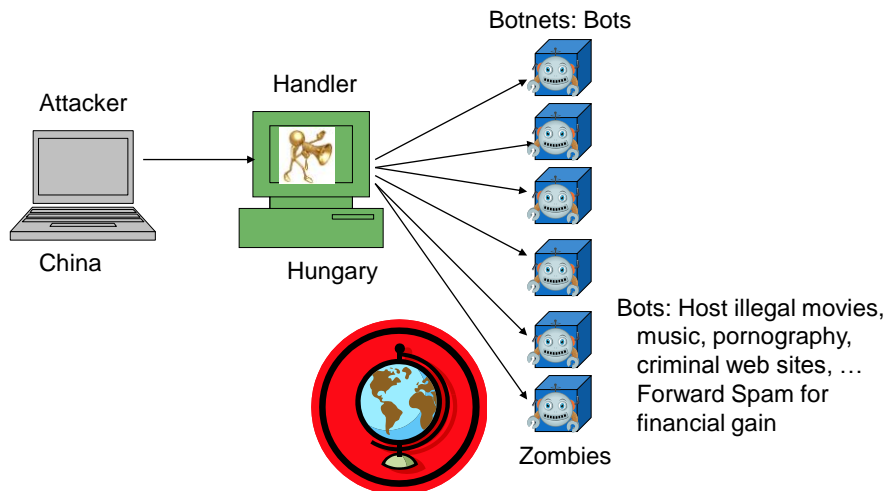 Botnets: Bots
Handler
Attacker
China
Hungary
Bots: Host illegal movies,
music, pornography,
criminal web sites, …
Forward Spam for
financial gain
Zombies